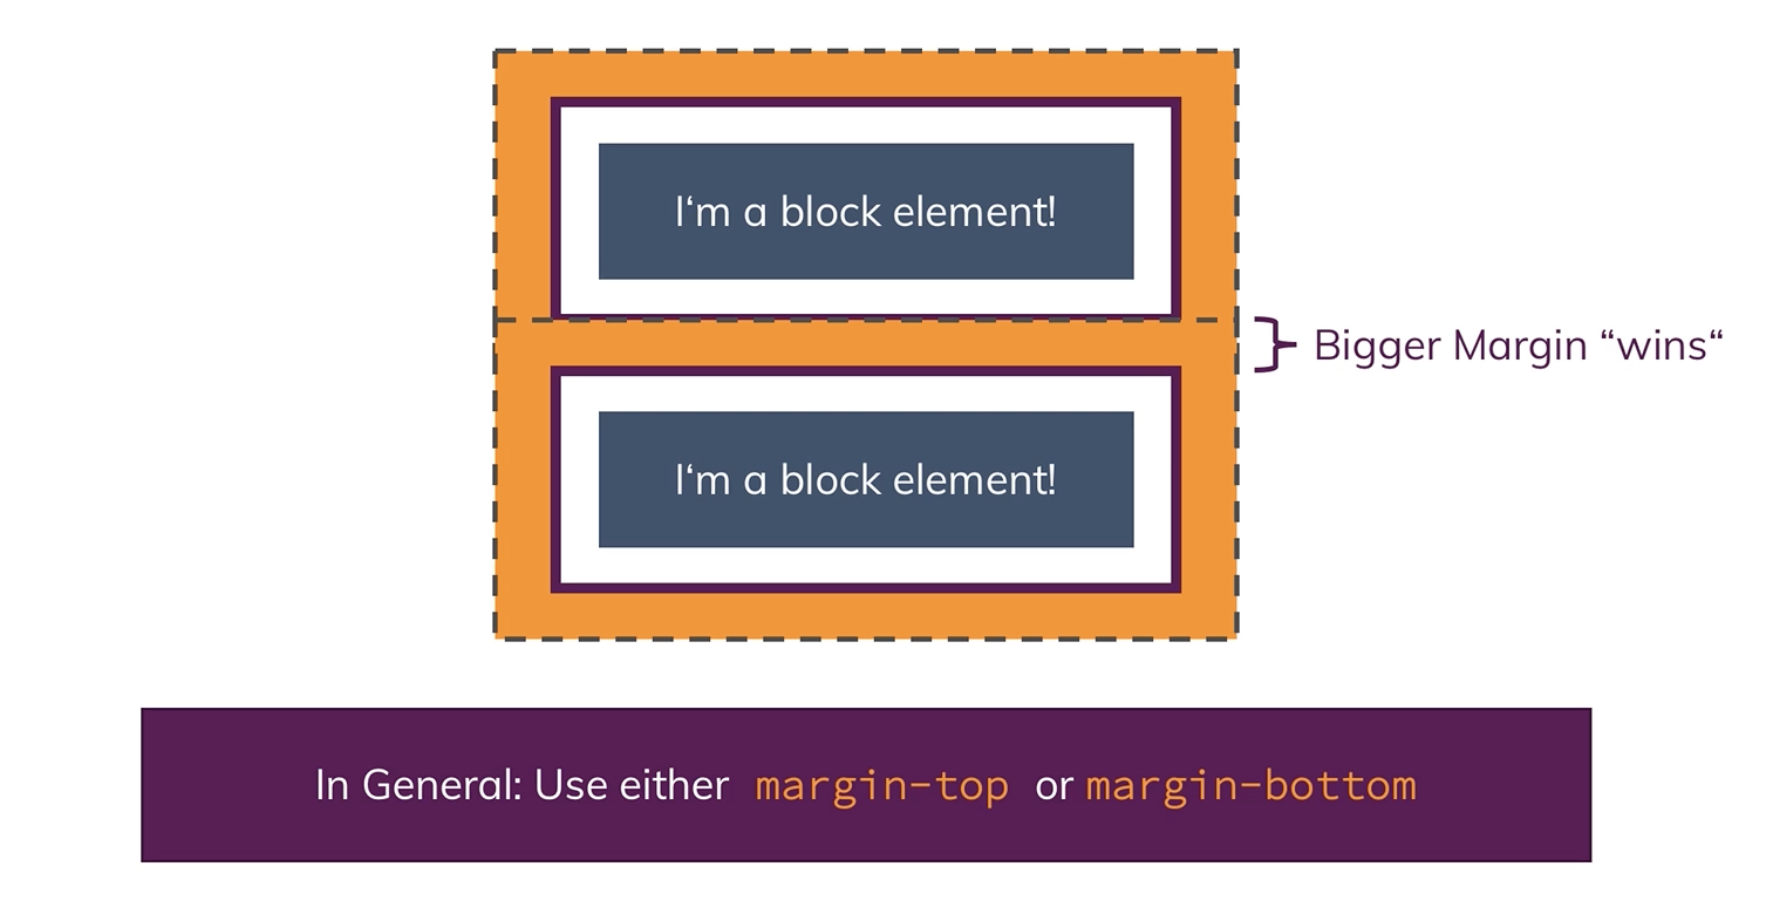 I‘m a block element!
Bigger Margin “wins“
I‘m a block element!
In General: Use either margin-top or margin-bottom